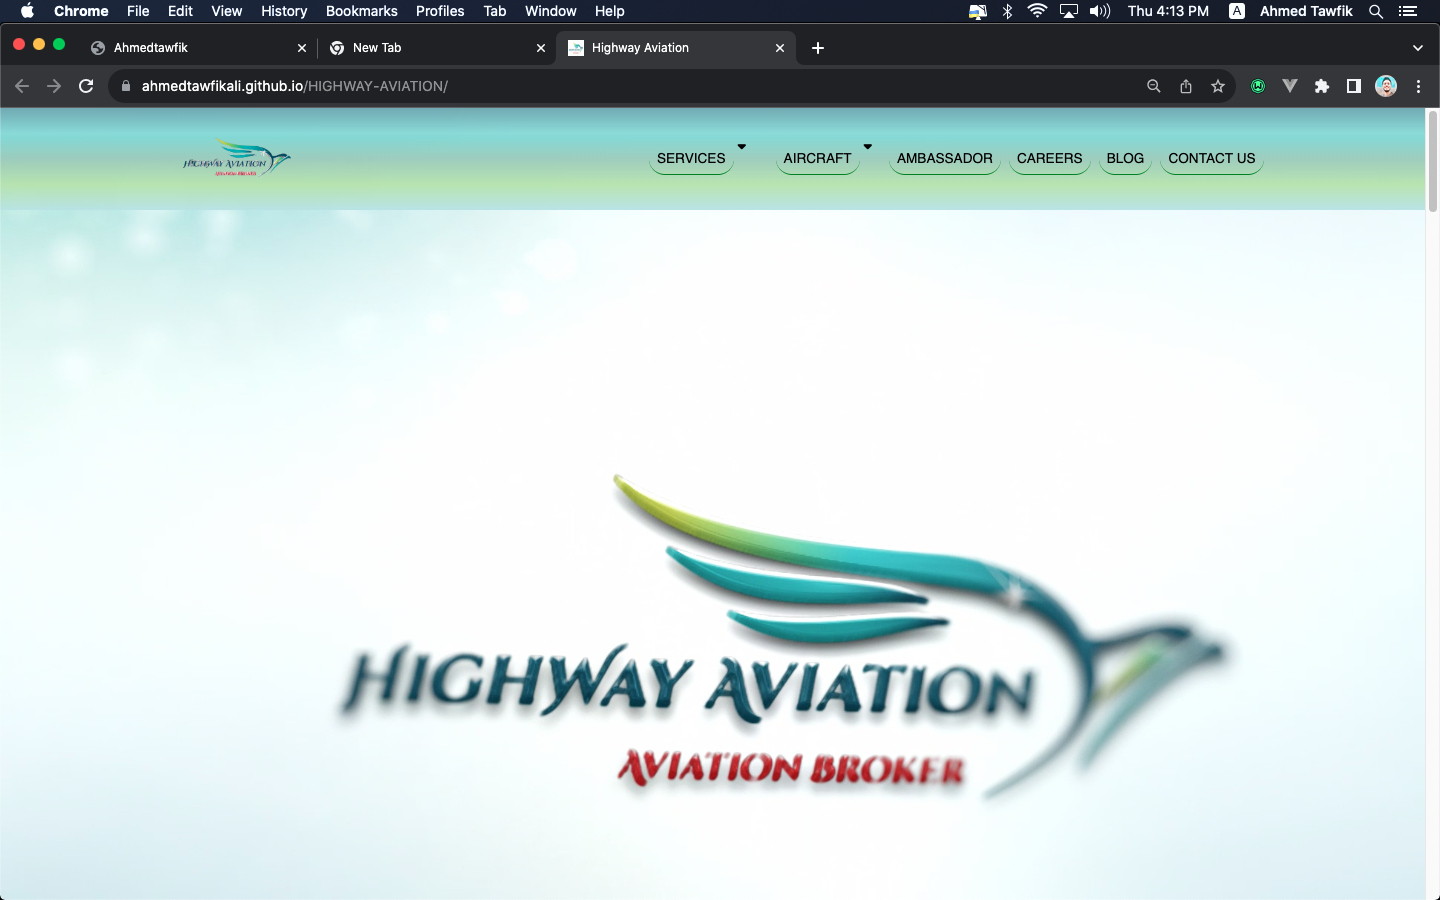 Chrome File Edit View History Bookmarks Profiles Tab Window Help Thu 4:13 PM A Ahmed Tawfik
Ahmedtawfik New Tab Highway Aviation
ahmedtawfikali.github.io/HIGHWAY-AVIATION/
HIGHWAY AVIATION
AVIATION BROKER
SERVICES AIRCRAFT AMBASSADOR CAREERS BLOG CONTACT US
HIGHWAY AVIATION
AVIATION BROKER